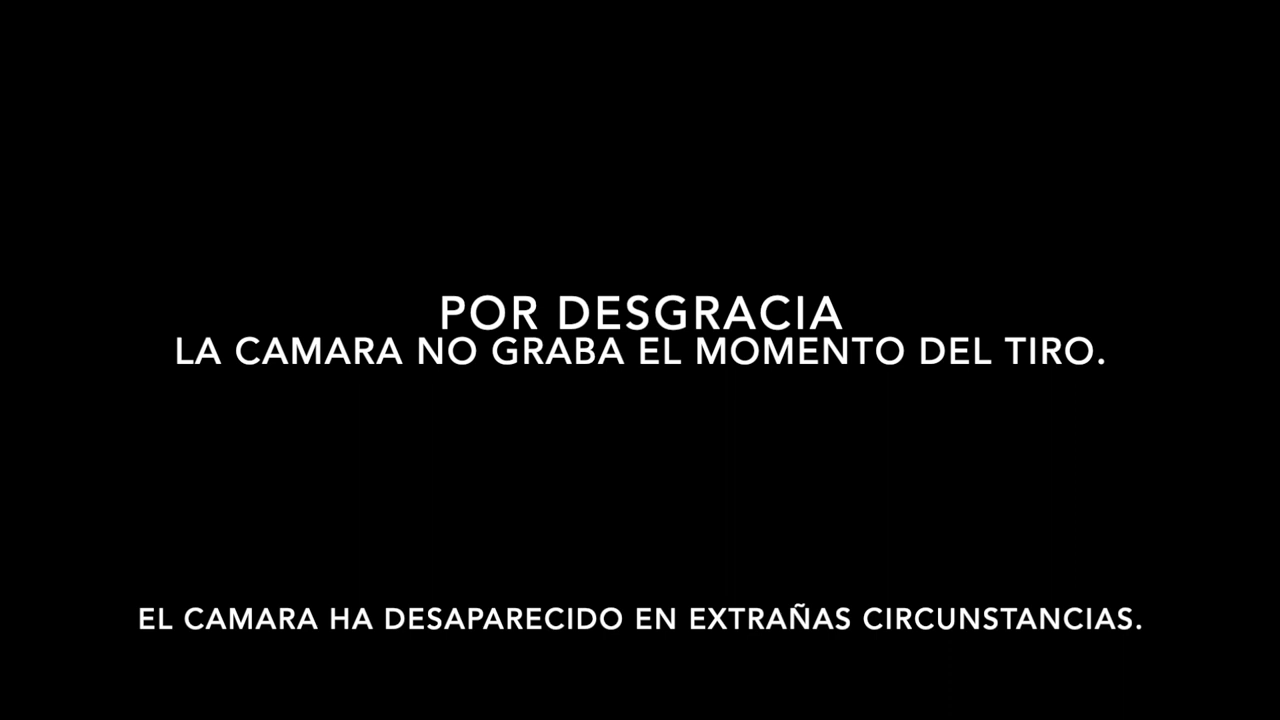 POR DESGRACIA
LA CAMARA NO GRABA EL MOMENTO DEL TIRO.
EL CAMARA HA DESAPARECIDO EN EXTRAÑAS CIRCUNSTANCIAS.